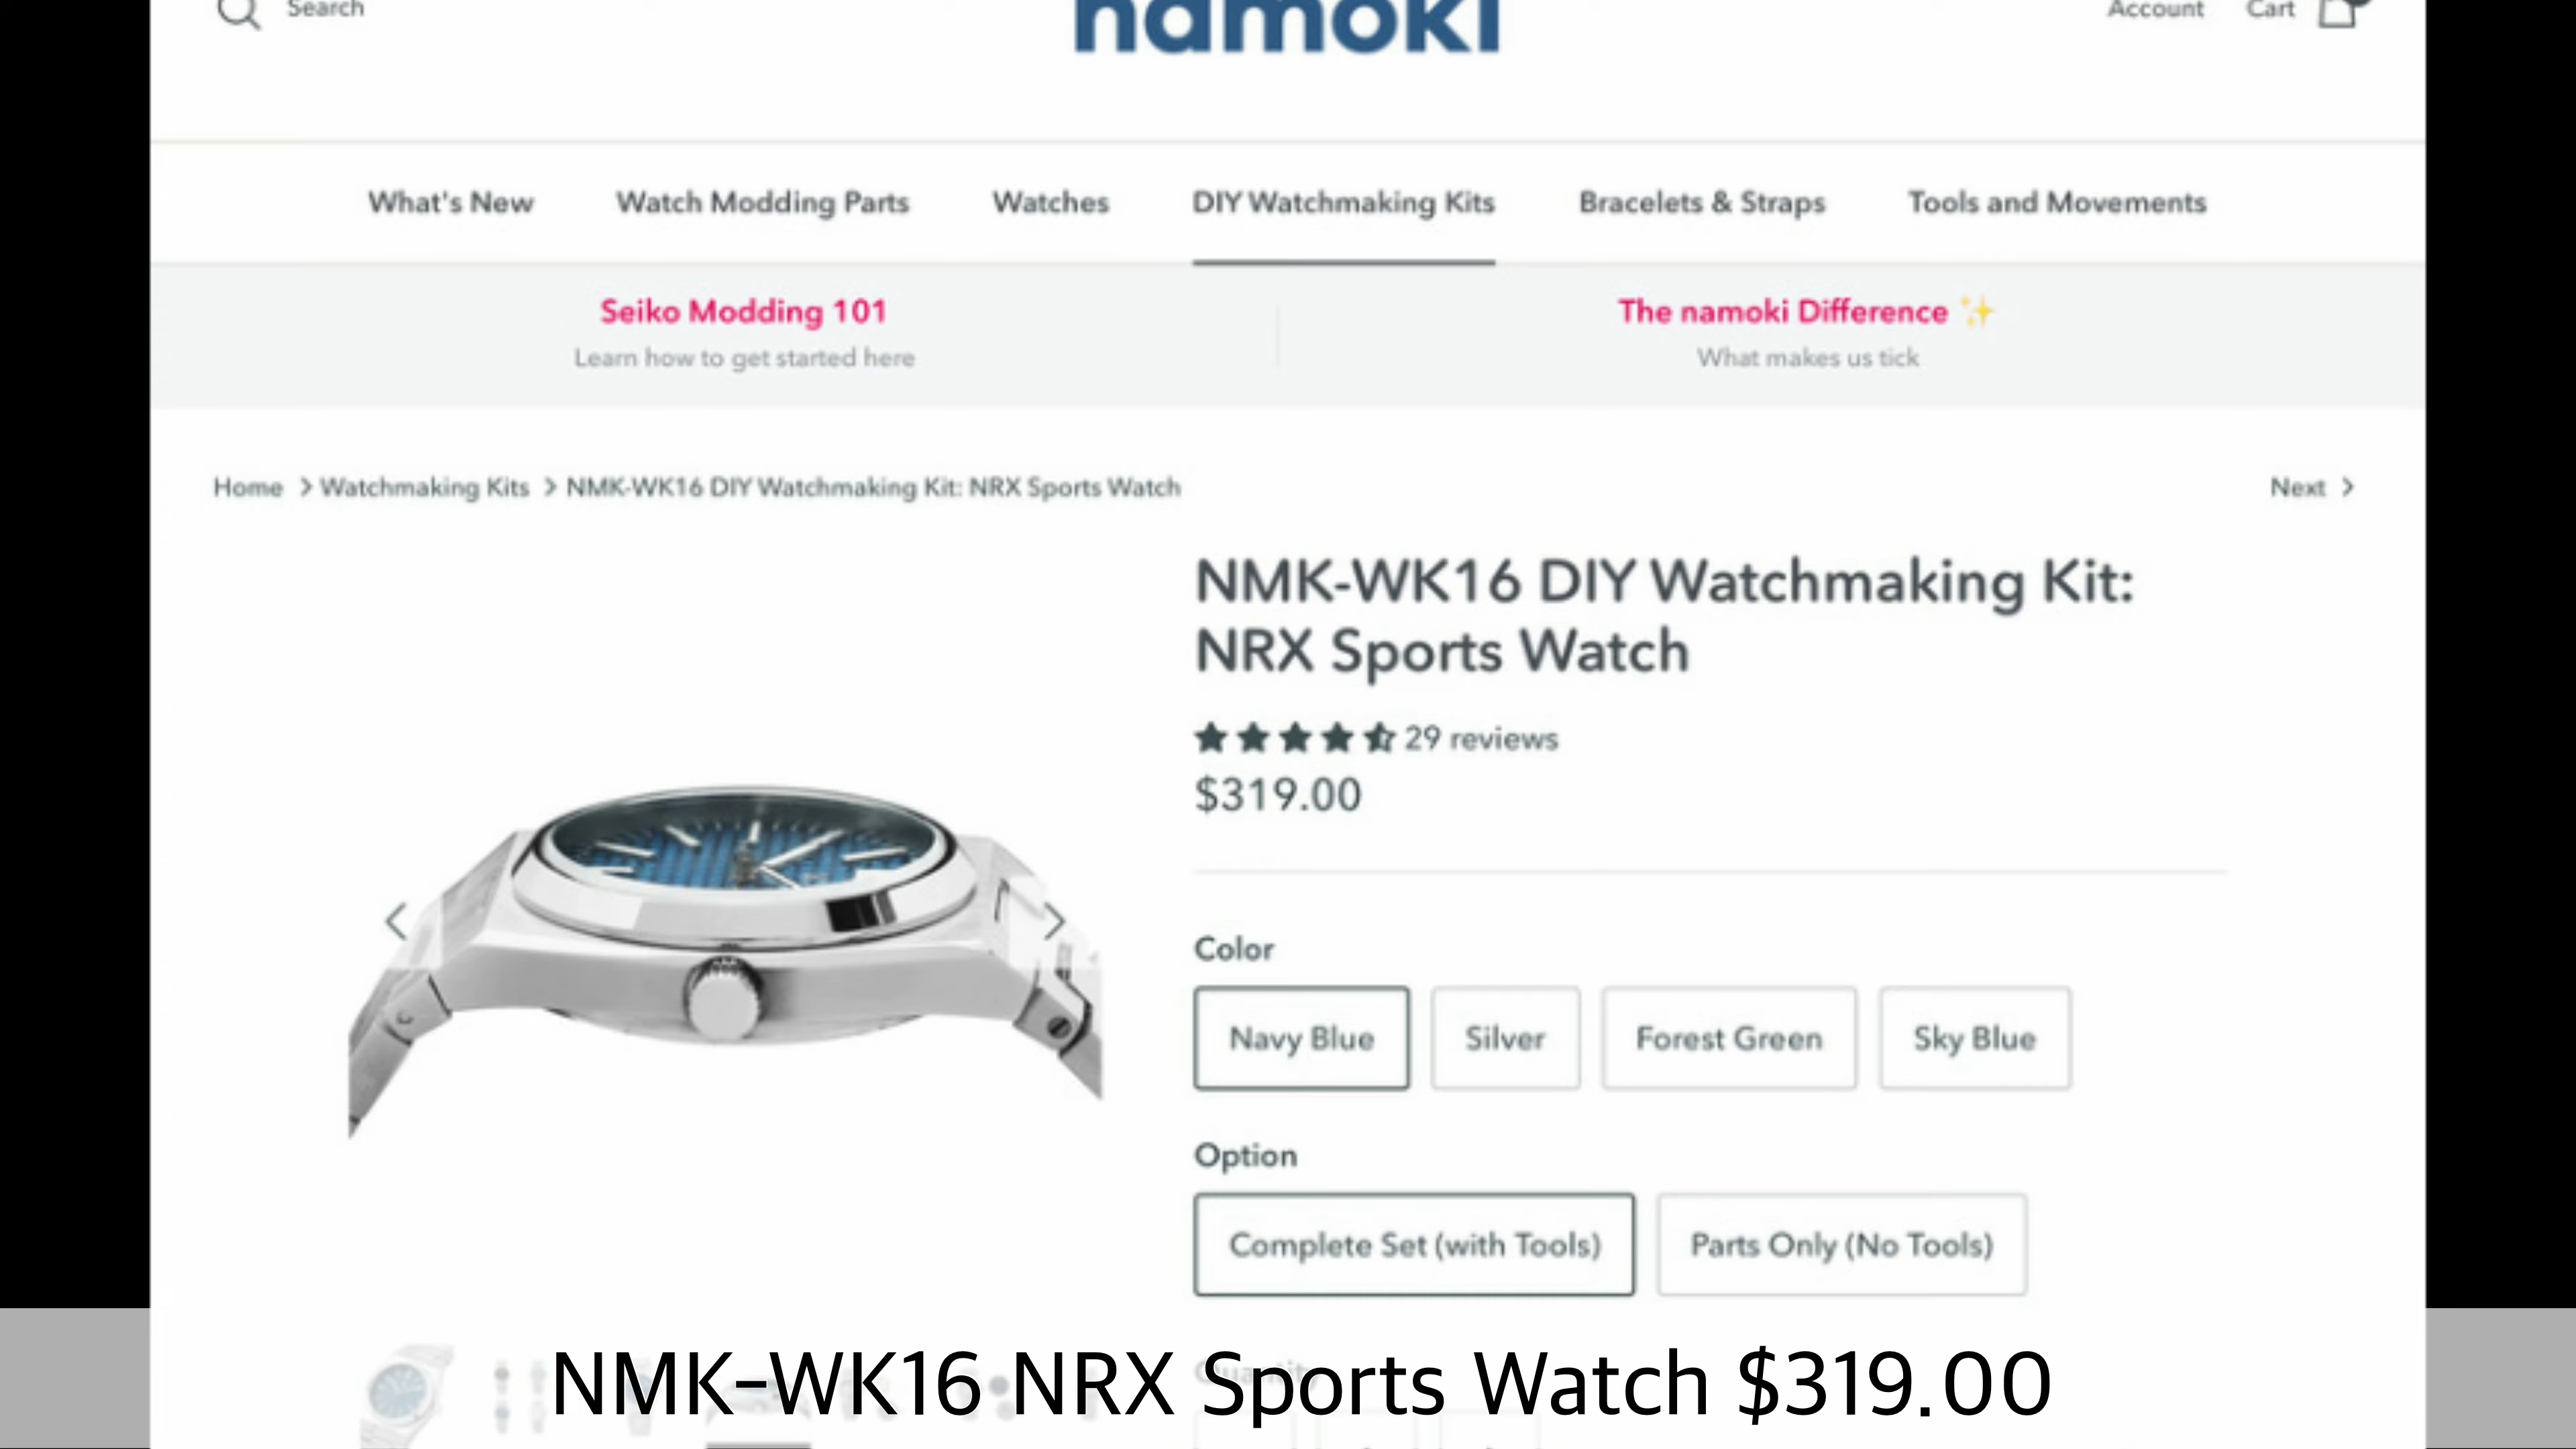 Search
namoki
Account
Cart
What's New
Watch Modding Parts
Watches
DIY Watchmaking Kits
Bracelets & Straps
Tools and Movements
Seiko Modding 101
Learn how to get started here
The namoki Difference ✨
What makes us tick
Home > Watchmaking Kits > NMK-WK16 DIY Watchmaking Kit: NRX Sports Watch
Next >
NMK-WK16 DIY Watchmaking Kit:
NRX Sports Watch
29 reviews
$319.00
Color
Navy Blue
Silver
Forest Green
Sky Blue
Option
Complete Set (with Tools)
Parts Only (No Tools)
Quantity
NMK-WK16 NRX Sports Watch $319.00